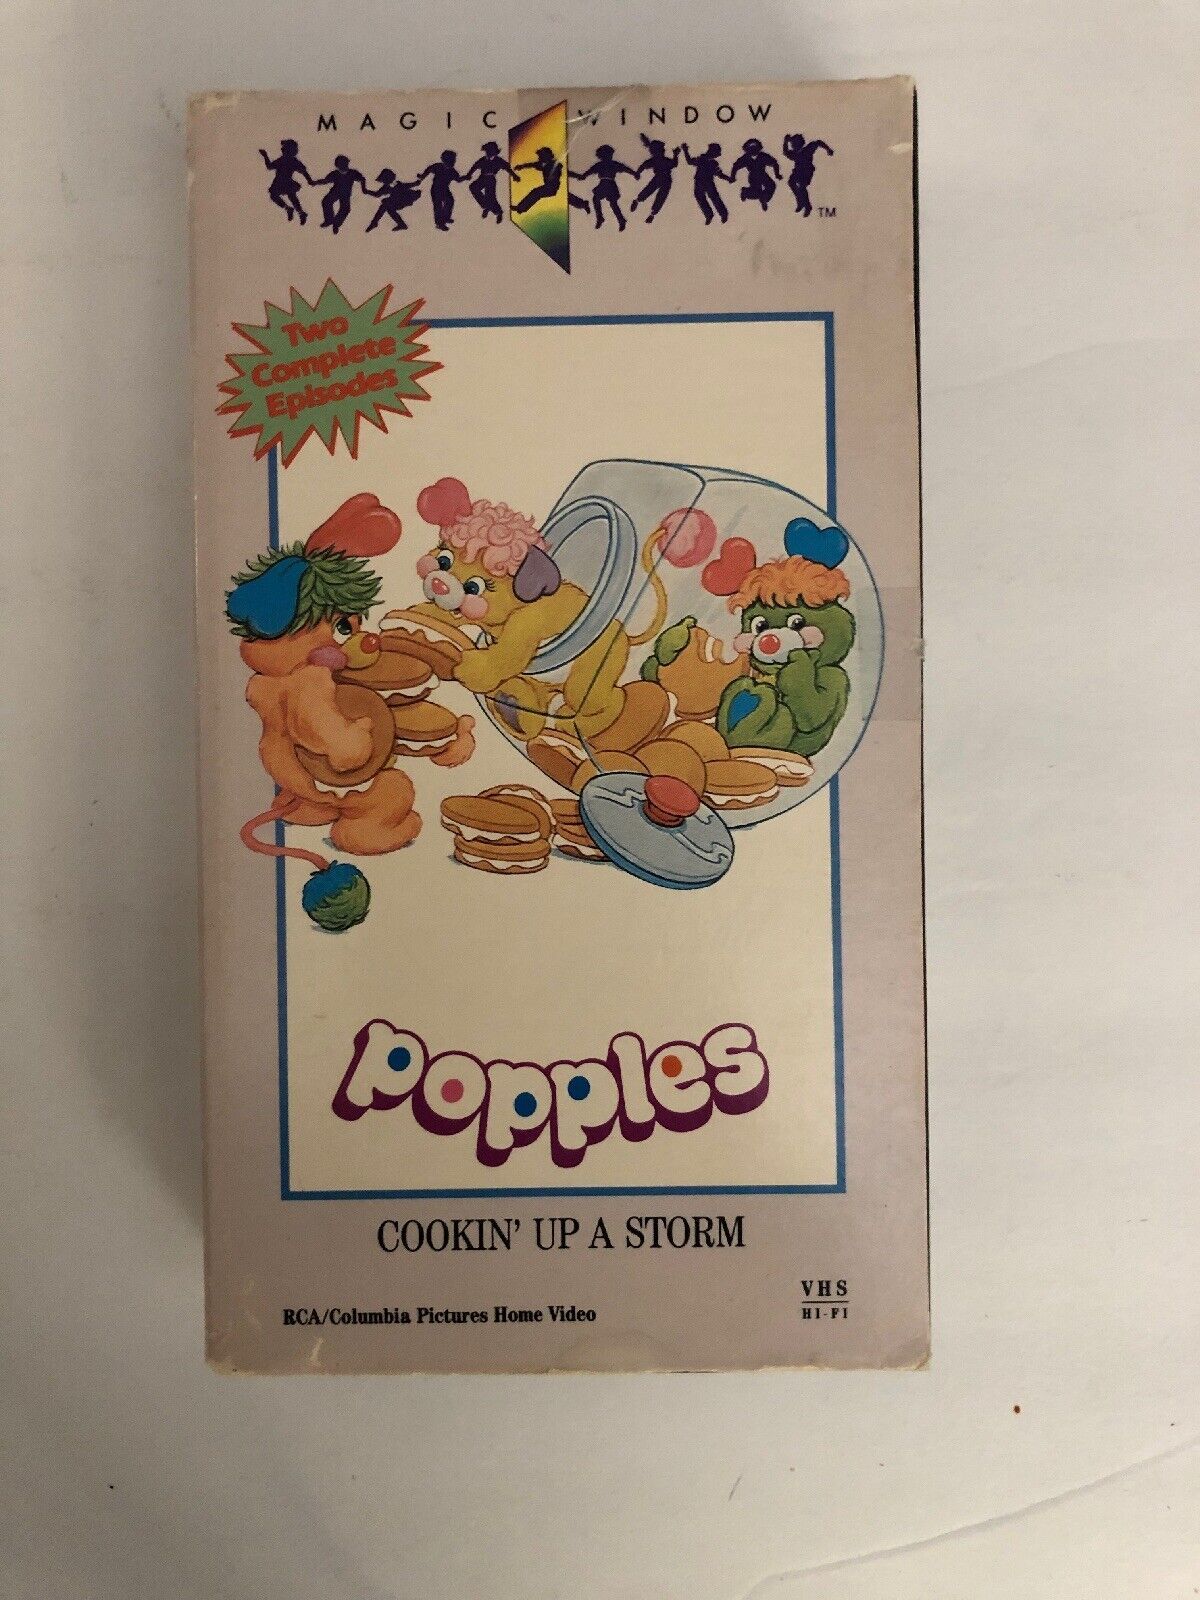 MAGIC WINDOW
TM
Two
Complete
Episodes
Popples
COOKIN' UP A STORM
VHS
RCA/Columbia Pictures Home Video
HI-FI